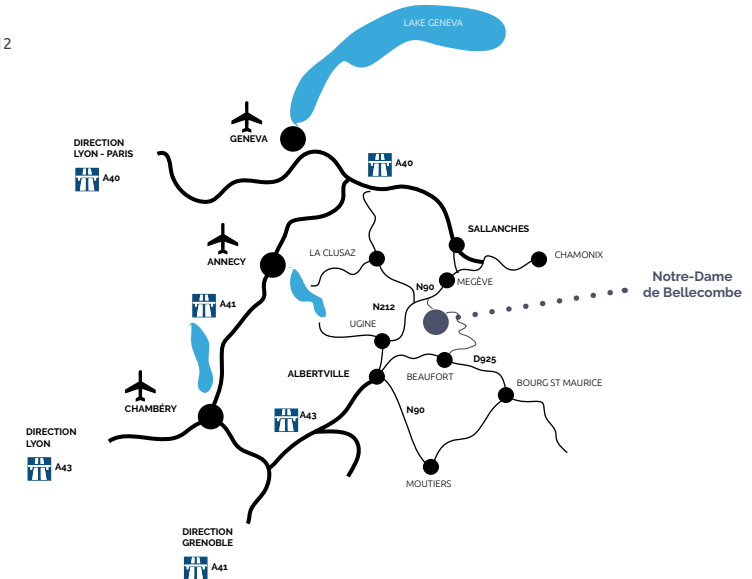 LAKE GENEVA
12
GENEVA
DIRECTION
LYON - PARIS
A40
A40
SALLANCHES
ANNECY
LA CLUSAZ
CHAMONIX
Notre-Dame
de Bellecombe
N90
MEGÈVE
A41
N212
UGINE
D925
ALBERTVILLE
BEAUFORT
BOURG ST MAURICE
CHAMBÉRY
A43
N90
DIRECTION
LYON
A43
MOUTIERS
DIRECTION
GRENOBLE
A41